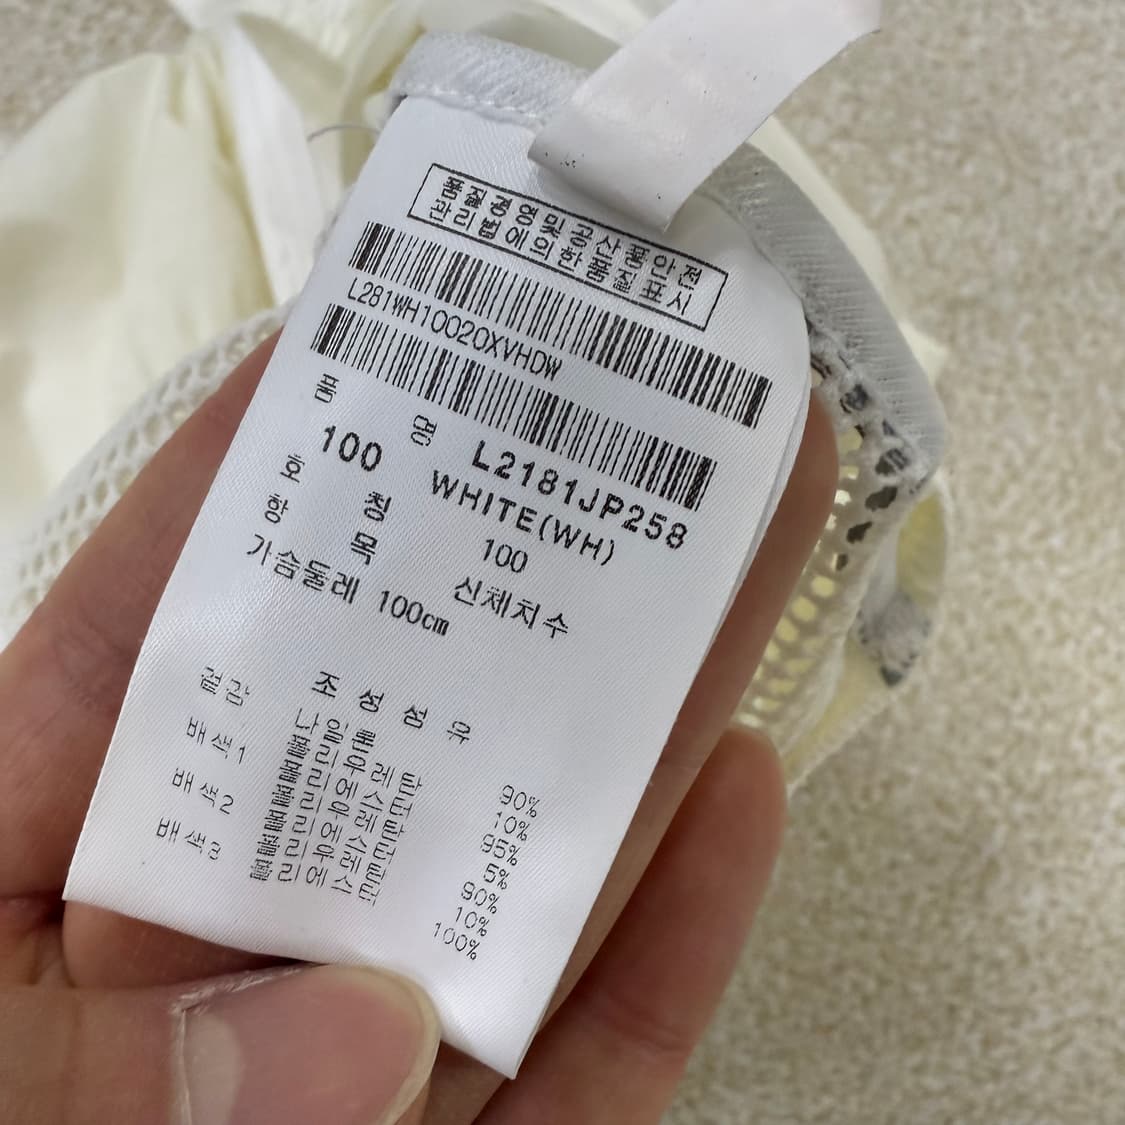 품질경영및공산품안전
관리법에의한품질표시
L281WH10020XVHDW
품 명 L2181JP258
100 WHITE(WH)
호 칭 100
항 목 신체치수
가슴둘레 100cm
조 성 섬 유
겉감 나일론 90%
폴리우레탄 10%
배색1 폴리에스터 95%
폴리우레탄 5%
배색2 폴리에스터 90%
폴리우레탄 10%
배색3 폴리에스터 100%